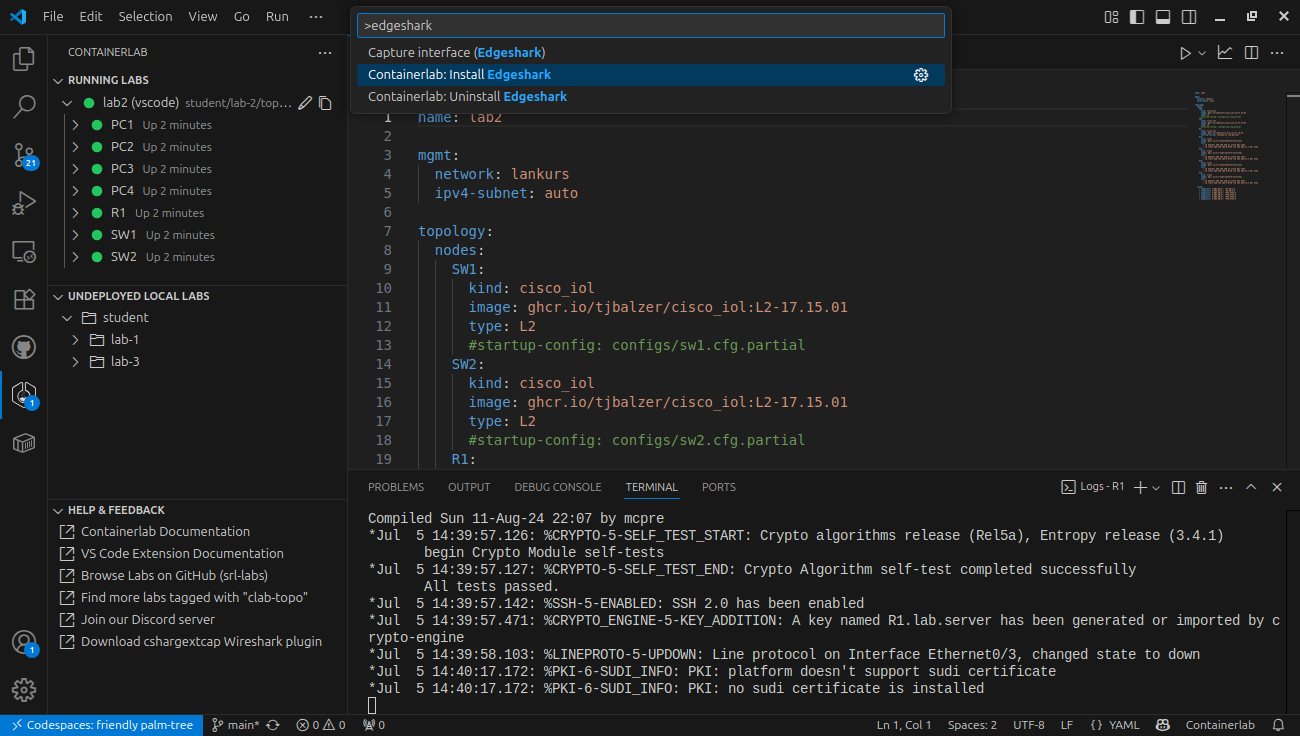 File Edit Selection View Go Run ···
>edgeshark
Capture interface (Edgeshark)
Containerlab: Install Edgeshark
Containerlab: Uninstall Edgeshark
CONTAINERLAB
RUNNING LABS
lab2 (vscode) student/lab-2/top...
PC1 Up 2 minutes
PC2 Up 2 minutes
PC3 Up 2 minutes
PC4 Up 2 minutes
R1 Up 2 minutes
SW1 Up 2 minutes
SW2 Up 2 minutes
UNDEPLOYED LOCAL LABS
student
lab-1
lab-3
HELP & FEEDBACK
Containerlab Documentation
VS Code Extension Documentation
Browse Labs on GitHub (srl-labs)
Find more labs tagged with "clab-topo"
Join our Discord server
Download cshargextcap Wireshark plugin
21
1
1
1 name: lab2
2
3 mgmt:
4 network: lankurs
5 ipv4-subnet: auto
6
7 topology:
8 nodes:
9 SW1:
10 kind: cisco_iol
11 image: ghcr.io/tjbalzer/cisco_iol:L2-17.15.01
12 type: L2
13 #startup-config: configs/sw1.cfg.partial
14 SW2:
15 kind: cisco_iol
16 image: ghcr.io/tjbalzer/cisco_iol:L2-17.15.01
17 type: L2
18 #startup-config: configs/sw2.cfg.partial
19 R1:
PROBLEMS OUTPUT DEBUG CONSOLE TERMINAL PORTS
Logs - R1
Compiled Sun 11-Aug-24 22:07 by mcpre
*Jul  5 14:39:57.126: %CRYPTO-5-SELF_TEST_START: Crypto algorithms release (Rel5a), Entropy release (3.4.1)
begin Crypto Module self-tests
*Jul  5 14:39:57.127: %CRYPTO-5-SELF_TEST_END: Crypto Algorithm self-test completed successfully
All tests passed.
*Jul  5 14:39:57.142: %SSH-5-ENABLED: SSH 2.0 has been enabled
*Jul  5 14:39:57.471: %CRYPTO_ENGINE-5-KEY_ADDITION: A key named R1.lab.server has been generated or imported by c
rypto-engine
*Jul  5 14:39:58.103: %LINEPROTO-5-UPDOWN: Line protocol on Interface Ethernet0/3, changed state to down
*Jul  5 14:40:17.172: %PKI-6-SUDI_INFO: PKI: platform doesn't support sudi certificate
*Jul  5 14:40:17.172: %PKI-6-SUDI_INFO: PKI: no sudi certificate is installed
Codespaces: friendly palm-tree main* 0 0 0 Ln 1, Col 1 Spaces: 2 UTF-8 LF {} YAML Containerlab